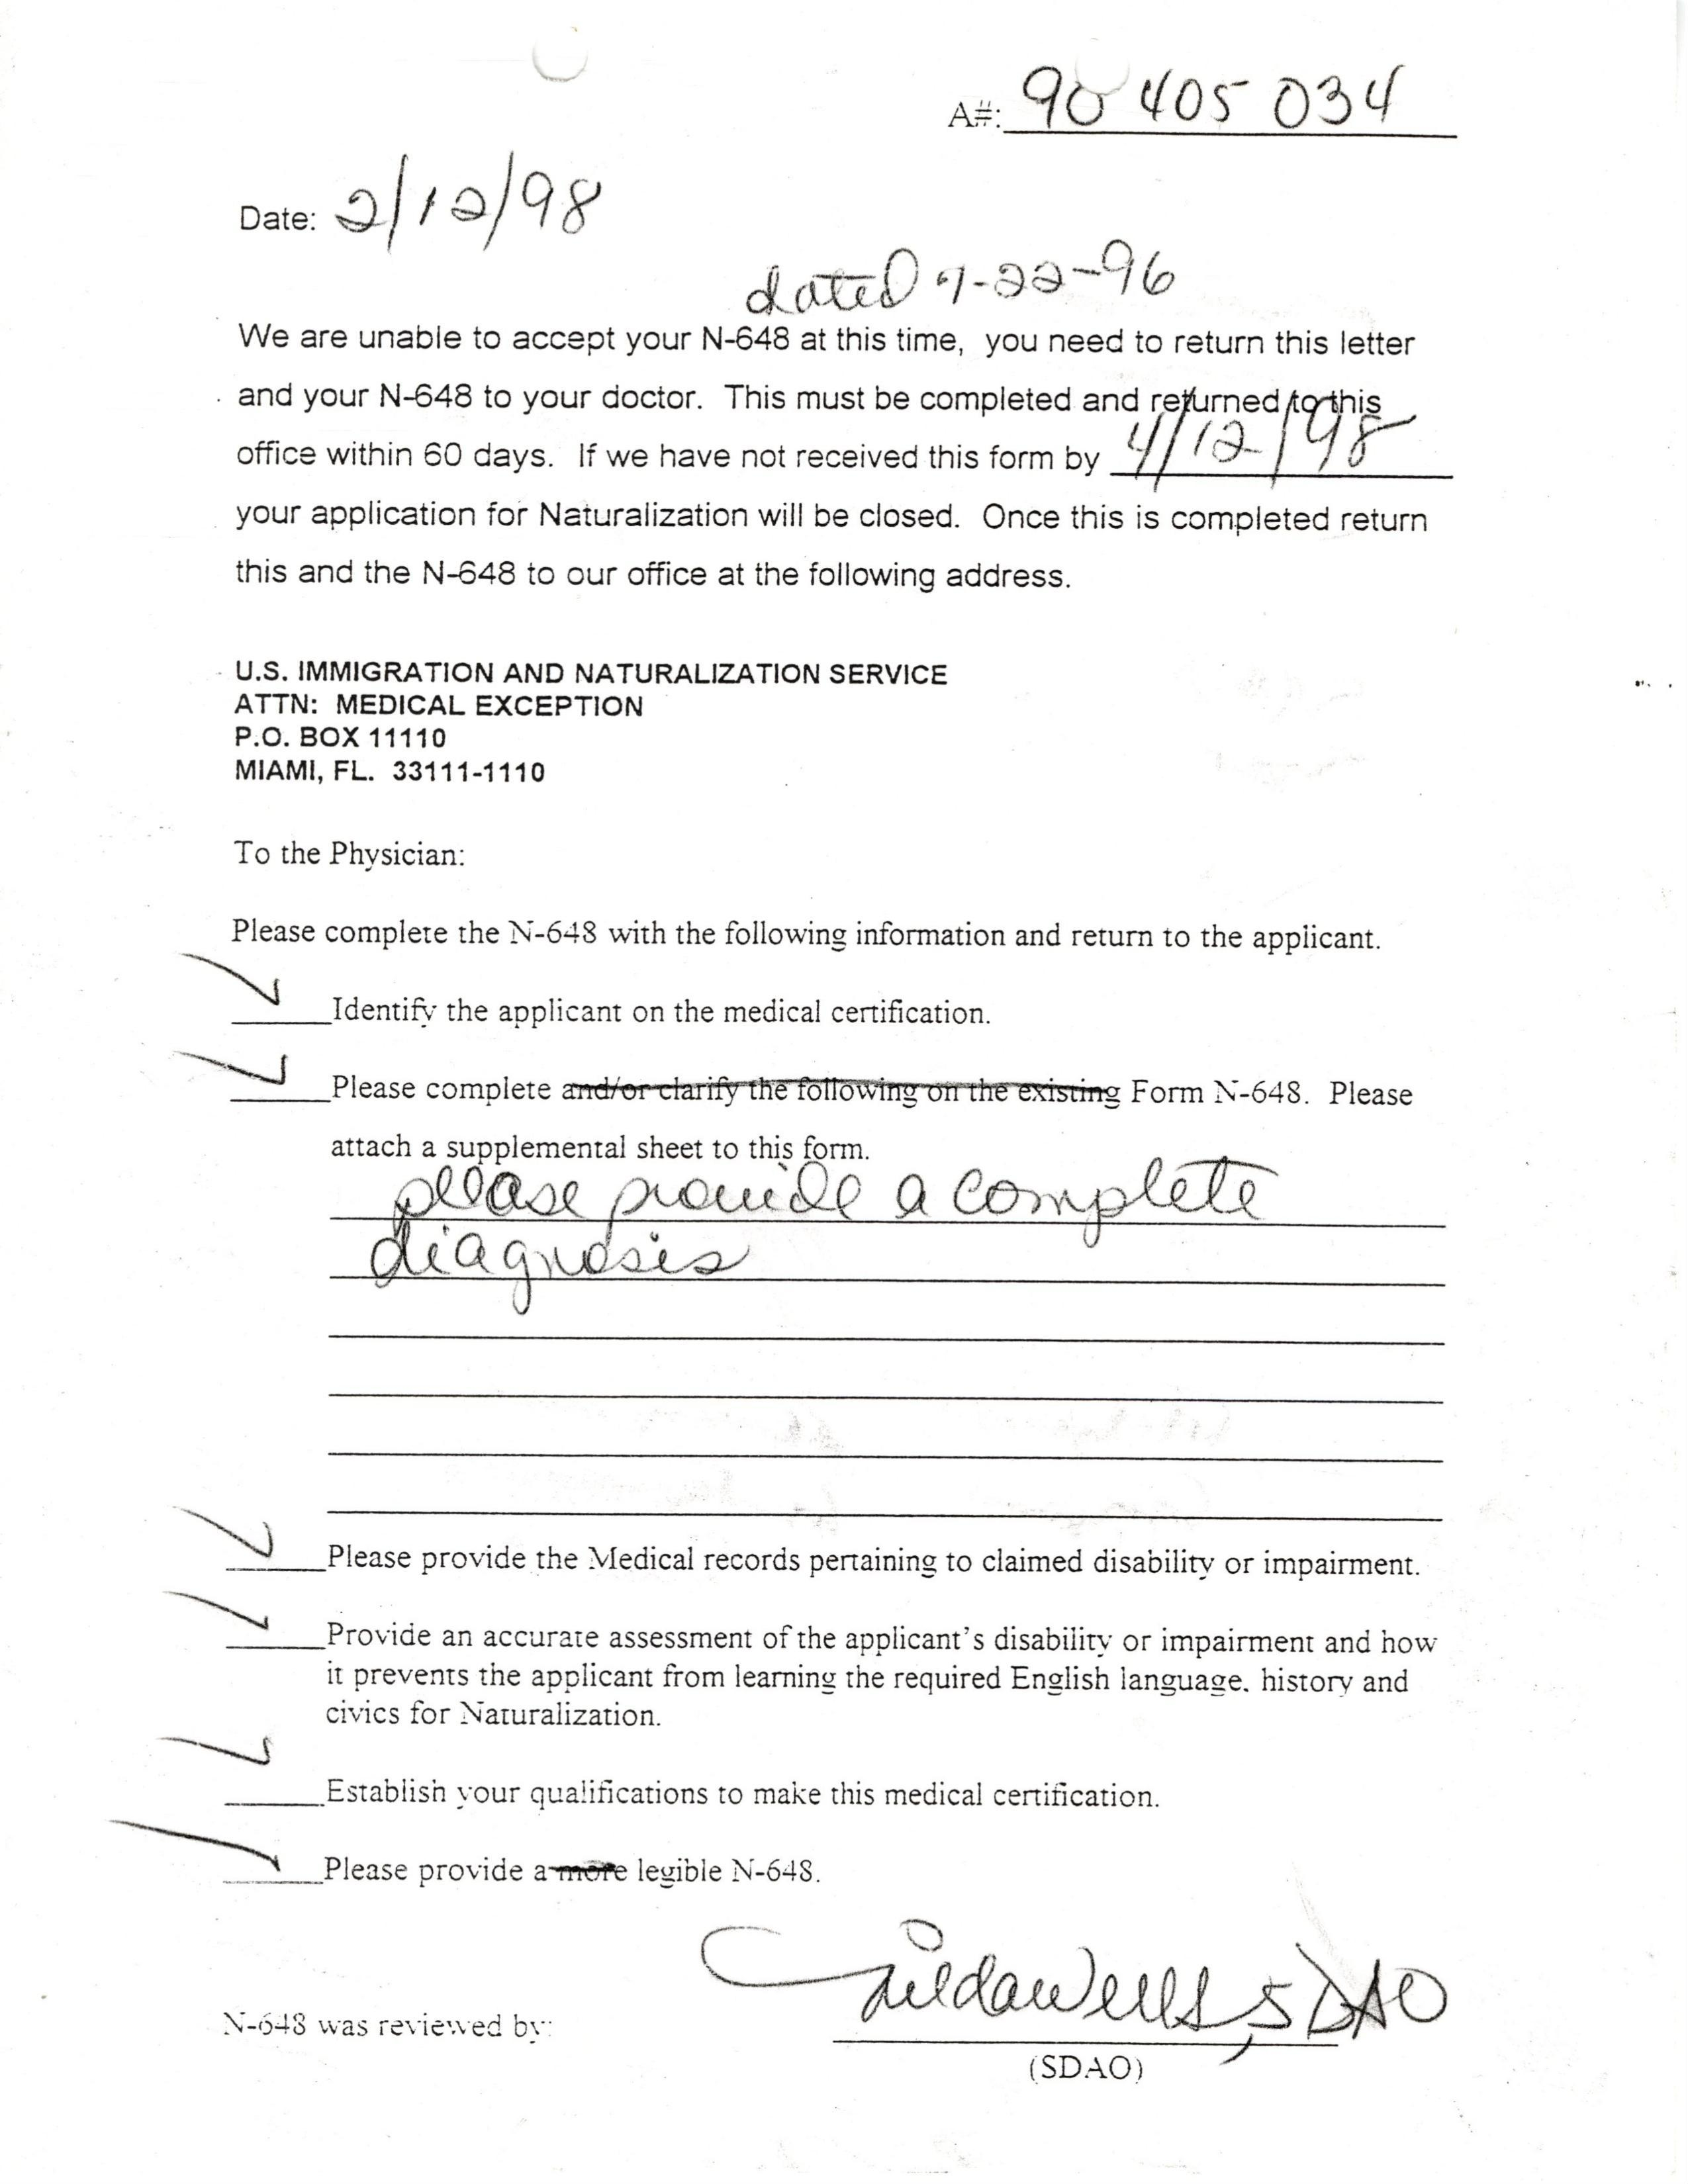 A#: 90 405 034
Date: 2/12/98
dated 7-22-96
We are unable to accept your N-648 at this time, you need to return this letter
and your N-648 to your doctor. This must be completed and returned to this
office within 60 days. If we have not received this form by 4/12/98
your application for Naturalization will be closed. Once this is completed return
this and the N-648 to our office at the following address.
U.S. IMMIGRATION AND NATURALIZATION SERVICE
ATTN: MEDICAL EXCEPTION
P.O. BOX 11110
MIAMI, FL. 33111-1110
To the Physician:
Please complete the N-648 with the following information and return to the applicant.
Identify the applicant on the medical certification.
Please complete and/or clarify the following on the existing Form N-648. Please
attach a supplemental sheet to this form.
please provide a complete
diagnosis
Please provide the Medical records pertaining to claimed disability or impairment.
Provide an accurate assessment of the applicant's disability or impairment and how
it prevents the applicant from learning the required English language, history and
civics for Naturalization.
Establish your qualifications to make this medical certification.
Please provide a more legible N-648.
Wells, SDAO
N-648 was reviewed by:
(SDAO)